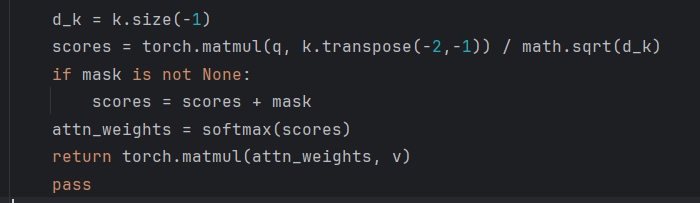 d_k = k.size(-1)
scores = torch.matmul(q, k.transpose(-2,-1)) / math.sqrt(d_k)
if mask is not None:
    scores = scores + mask
attn_weights = softmax(scores)
return torch.matmul(attn_weights, v)
pass